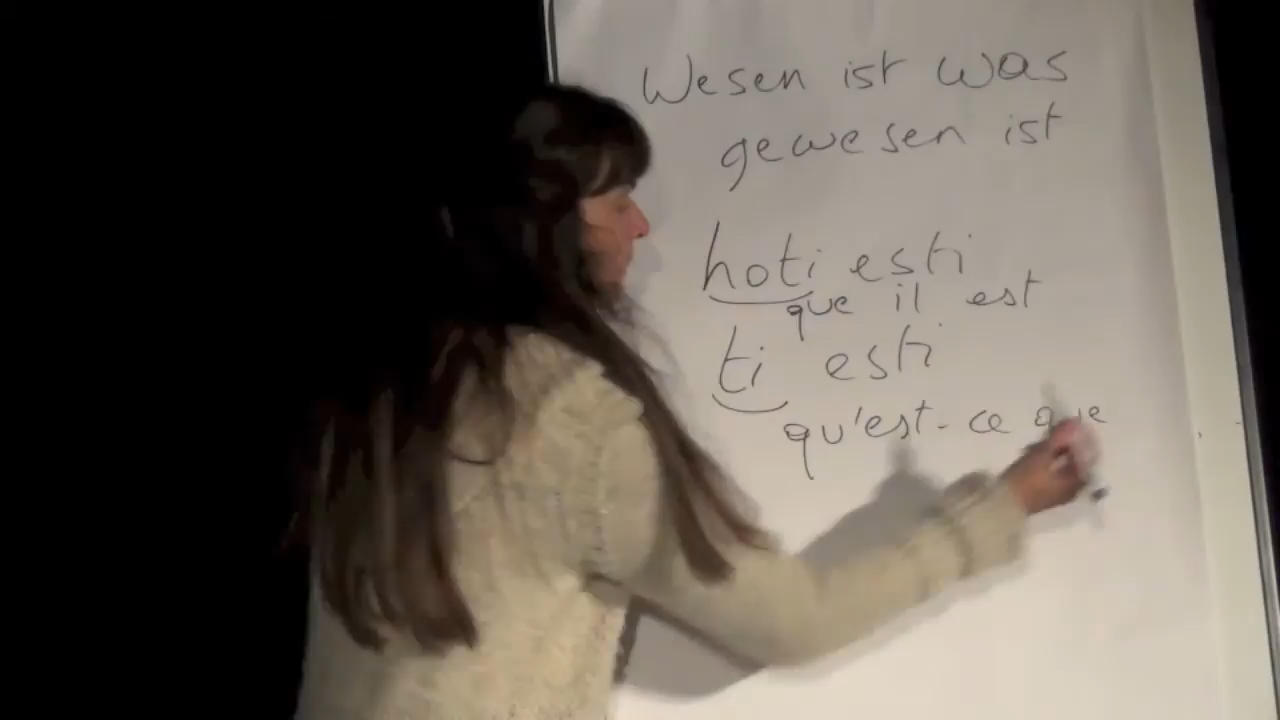 Wesen ist was
gewesen ist
hoti esti
que il est
ti esti
qu'est-ce que